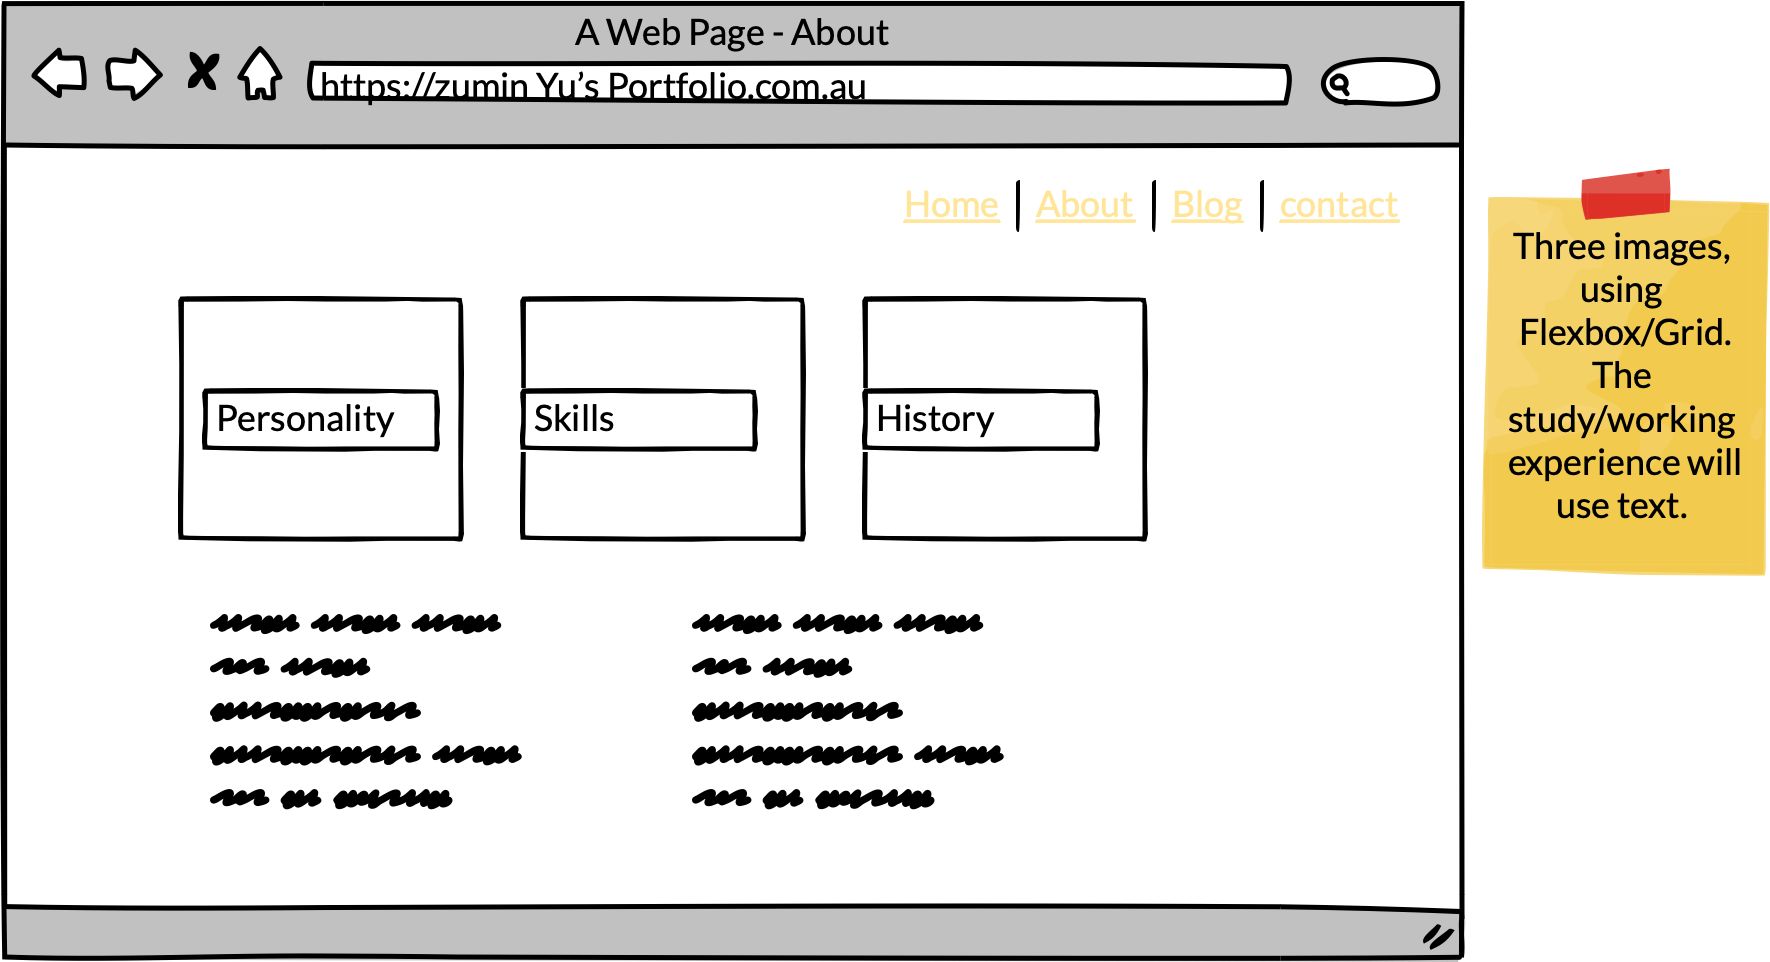 A Web Page - About
https://zumin Yu's Portfolio.com.au
Home | About | Blog | contact
Three images,
using
Flexbox/Grid.
The
study/working
experience will
use text.
Personality
Skills
History